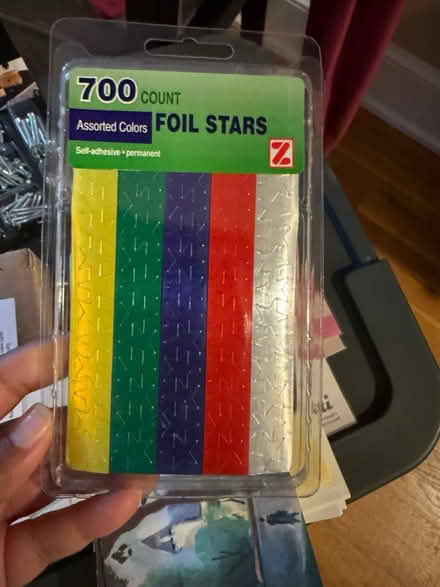 700 COUNT
Assorted Colors FOIL STARS
Self-adhesive • permanent
Z